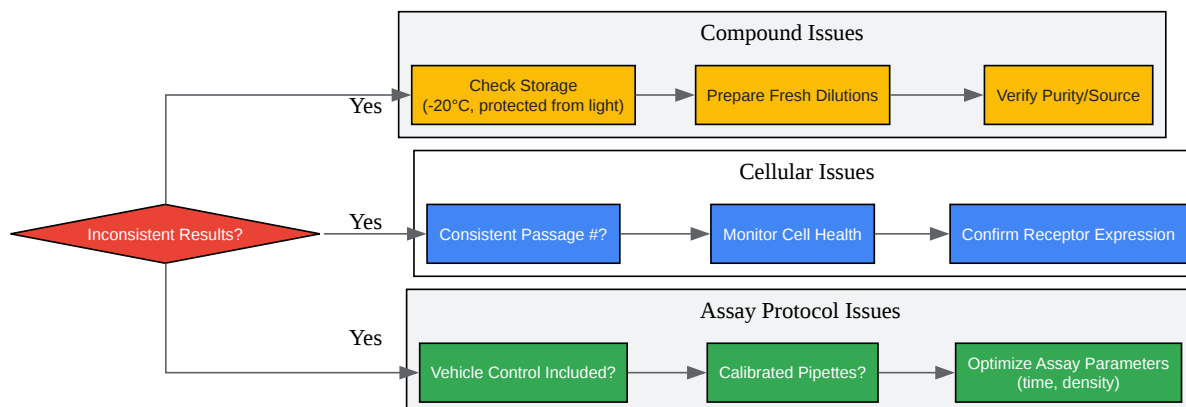 Compound Issues
Check Storage
(-20°C, protected from light)
Prepare Fresh Dilutions
Verify Purity/Source
Yes
Cellular Issues
Yes
Inconsistent Results?
Consistent Passage #?
Monitor Cell Health
Confirm Receptor Expression
Assay Protocol Issues
Yes
Vehicle Control Included?
Calibrated Pipettes?
Optimize Assay Parameters
(time, density)